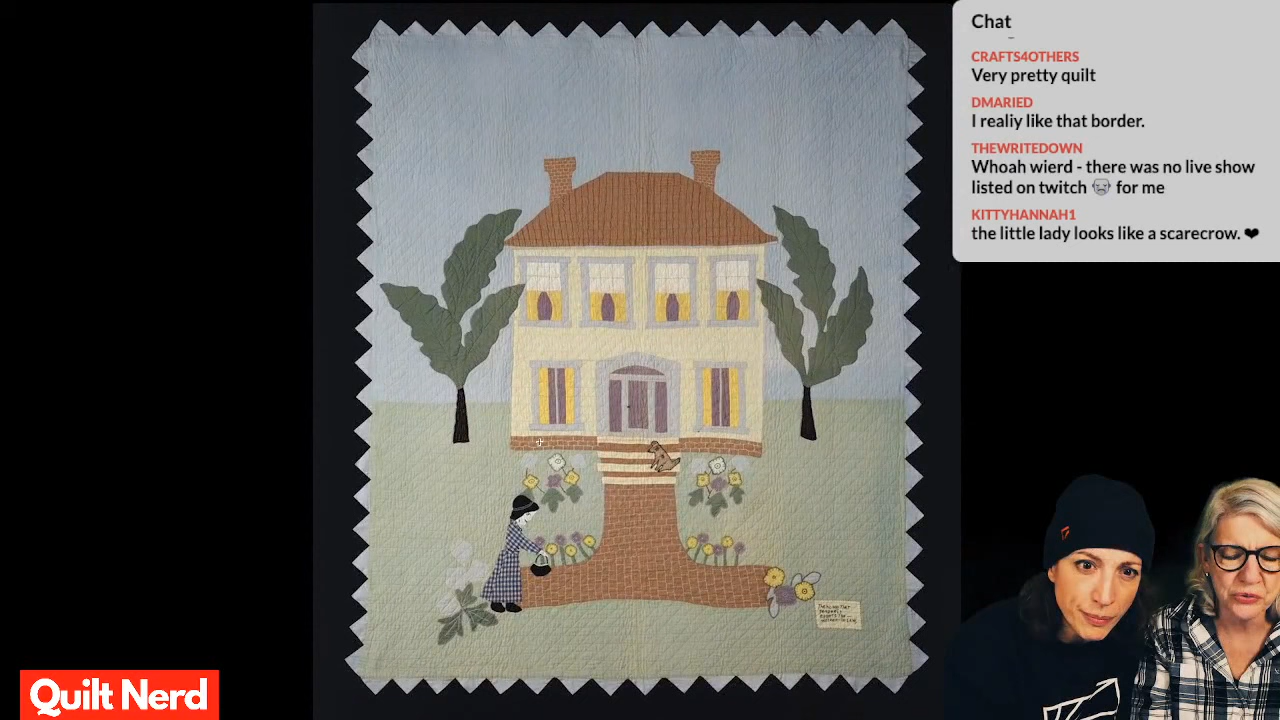 Chat
CRAFTS4OTHERS
Very pretty quilt
DMARIED
I realiy like that border.
THEWRITEDOWN
Whoah wierd - there was no live show
listed on twitch 😭 for me
KITTYHANNAH1
the little lady looks like a scarecrow. ❤
Quilt Nerd